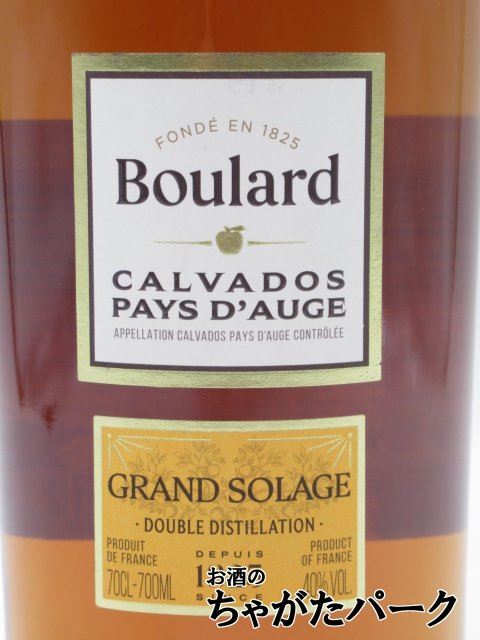 FONDÉ EN 1825
Boulard
CALVADOS
PAYS D'AUGE
APPELLATION CALVADOS PAYS D'AUGE CONTRÔLÉE
GRAND SOLAGE
· DOUBLE DISTILLATION ·
PRODUIT DE FRANCE
DEPUIS
PRODUCT OF FRANCE
70CL-700ML
40%VOL.
お酒の
ちゃがたパーク